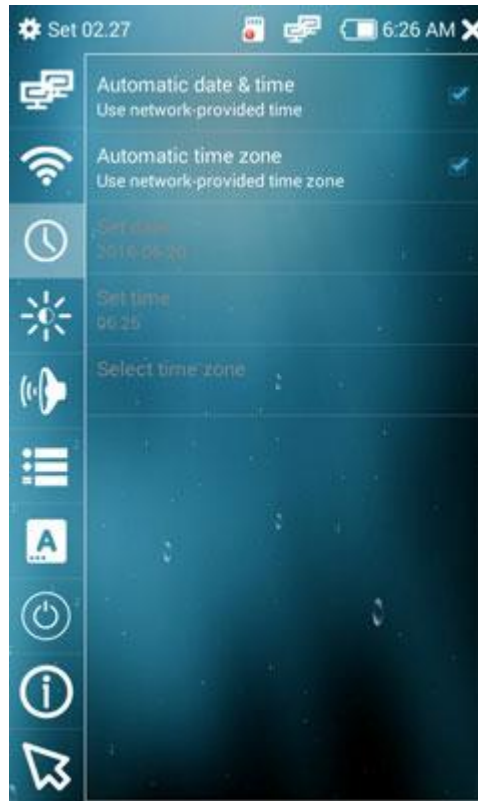 Set 02.27
6:26 AM
Automatic date & time
Use network-provided time
Automatic time zone
Use network-provided time zone
Set date
2016-06-20
Set time
06:25
Select time zone
A